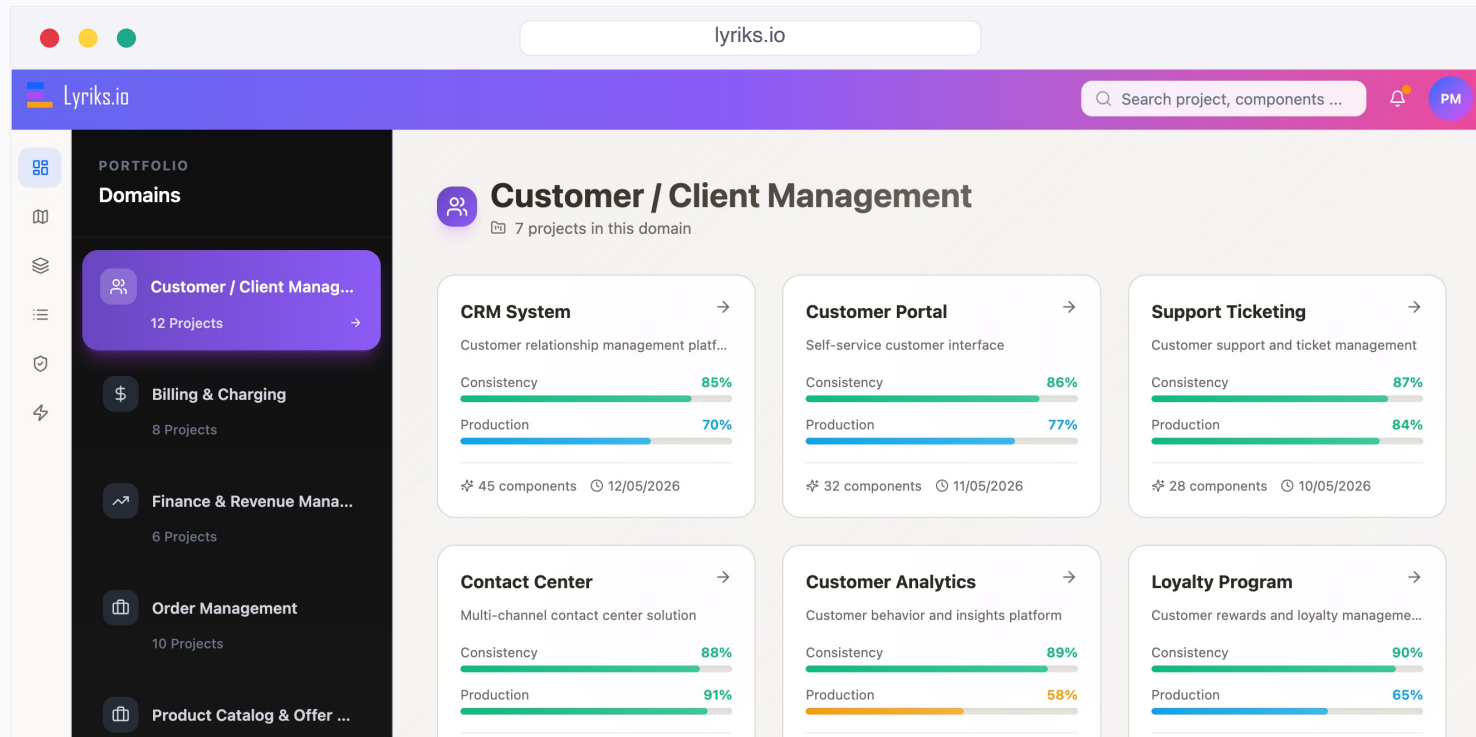 lyriks.io
Lyriks.io
Search project, components ...
PM
PORTFOLIO
Domains
Customer / Client Manag...
12 Projects
Billing & Charging
8 Projects
Finance & Revenue Mana...
6 Projects
Order Management
10 Projects
Product Catalog & Offer ...
Customer / Client Management
7 projects in this domain
CRM System
Customer relationship management platf...
Consistency 85%
Production 70%
45 components 12/05/2026
Customer Portal
Self-service customer interface
Consistency 86%
Production 77%
32 components 11/05/2026
Support Ticketing
Customer support and ticket management
Consistency 87%
Production 84%
28 components 10/05/2026
Contact Center
Multi-channel contact center solution
Consistency 88%
Production 91%
Customer Analytics
Customer behavior and insights platform
Consistency 89%
Production 58%
Loyalty Program
Customer rewards and loyalty manageme...
Consistency 90%
Production 65%